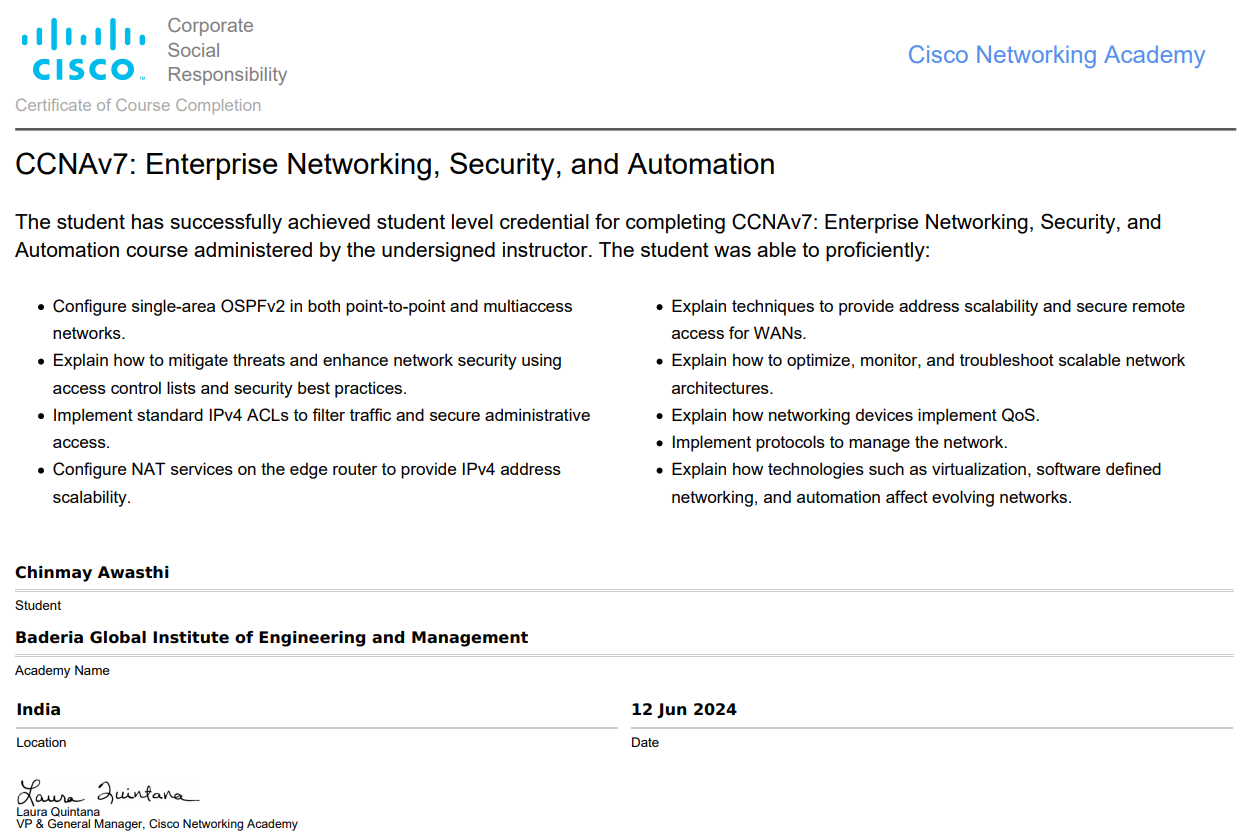 Corporate
Social
Responsibility
CISCO™
Cisco Networking Academy
Certificate of Course Completion
CCNAv7: Enterprise Networking, Security, and Automation
The student has successfully achieved student level credential for completing CCNAv7: Enterprise Networking, Security, and
Automation course administered by the undersigned instructor. The student was able to proficiently:
• Configure single-area OSPFv2 in both point-to-point and multiaccess
networks.
• Explain how to mitigate threats and enhance network security using
access control lists and security best practices.
• Implement standard IPv4 ACLs to filter traffic and secure administrative
access.
• Configure NAT services on the edge router to provide IPv4 address
scalability.
• Explain techniques to provide address scalability and secure remote
access for WANs.
• Explain how to optimize, monitor, and troubleshoot scalable network
architectures.
• Explain how networking devices implement QoS.
• Implement protocols to manage the network.
• Explain how technologies such as virtualization, software defined
networking, and automation affect evolving networks.
Chinmay Awasthi
Student
Baderia Global Institute of Engineering and Management
Academy Name
India
Location
12 Jun 2024
Date
Laura Quintana
Laura Quintana
VP & General Manager, Cisco Networking Academy